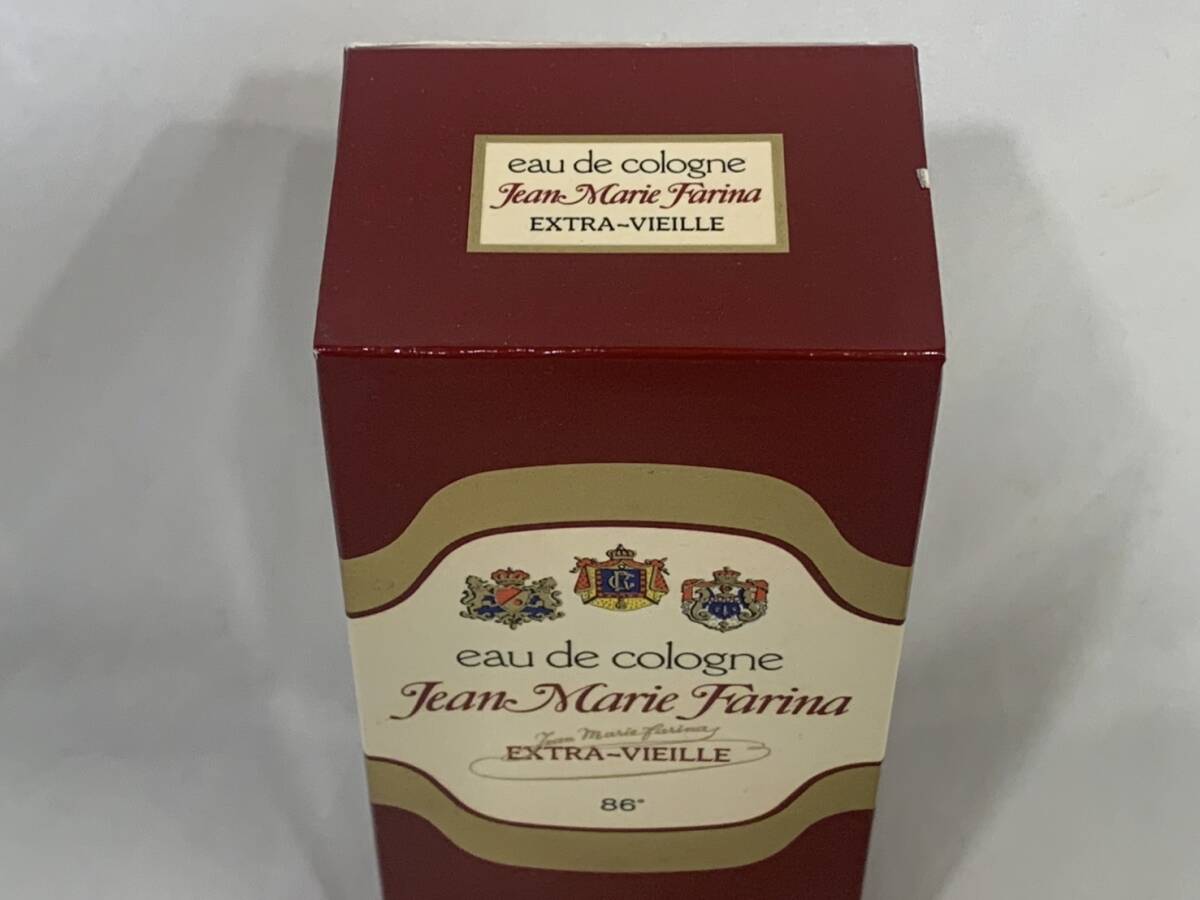 eau de cologne
Jean-Marie Farina
EXTRA-VIEILLE
eau de cologne
Jean-Marie Farina
Jean Marie Farina
EXTRA-VIEILLE
86°